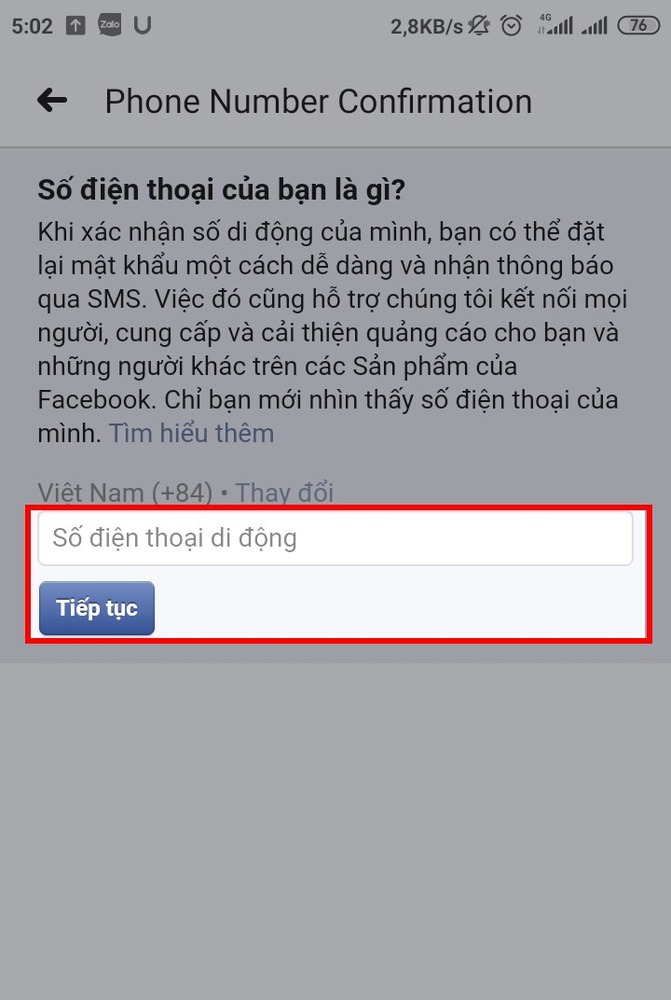 5:02 Zalo 2,8KB/s 4G 76
Phone Number Confirmation
Số điện thoại của bạn là gì?
Khi xác nhận số di động của mình, bạn có thể đặt
lại mật khẩu một cách dễ dàng và nhận thông báo
qua SMS. Việc đó cũng hỗ trợ chúng tôi kết nối mọi
người, cung cấp và cải thiện quảng cáo cho bạn và
những người khác trên các Sản phẩm của
Facebook. Chỉ bạn mới nhìn thấy số điện thoại của
mình. Tìm hiểu thêm
Việt Nam (+84) • Thay đổi
Số điện thoại di động
Tiếp tục